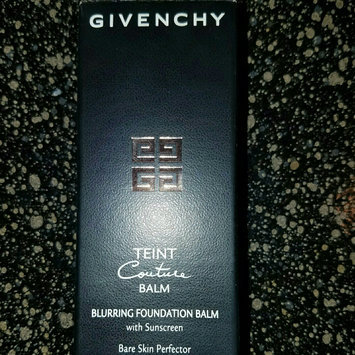 GIVENCHY
TEINT
Couture
BALM
BLURRING FOUNDATION BALM
with Sunscreen
Bare Skin Perfector